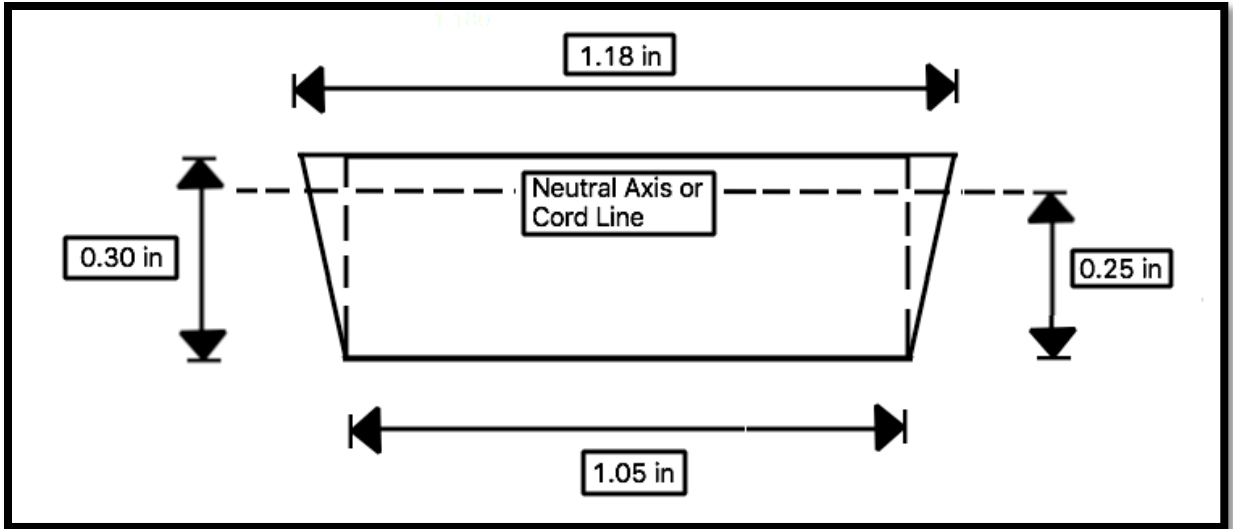 1.18 in
Neutral Axis or
Cord Line
0.30 in
0.25 in
1.05 in